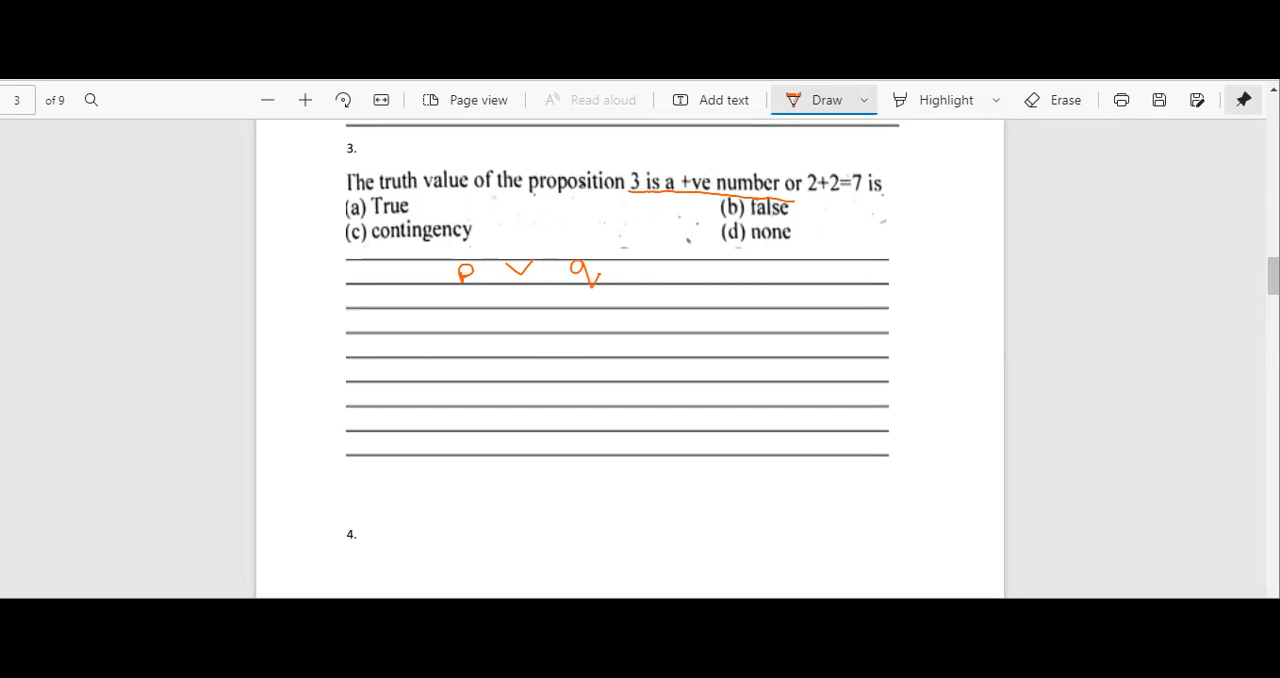 3 of 9 Page view Read aloud Add text Draw Highlight Erase
3.
The truth value of the proposition 3 is a +ve number or 2+2=7 is
(a) True (b) false
(c) contingency (d) none
p ∨ q
4.